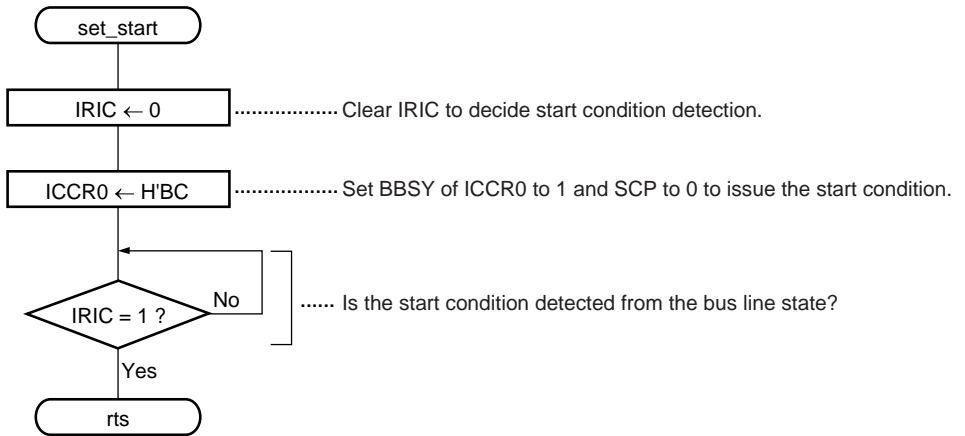 set_start
IRIC ← 0 .................. Clear IRIC to decide start condition detection.
ICCR0 ← H'BC .................. Set BBSY of ICCR0 to 1 and SCP to 0 to issue the start condition.
No
IRIC = 1 ? ...... Is the start condition detected from the bus line state?
Yes
rts